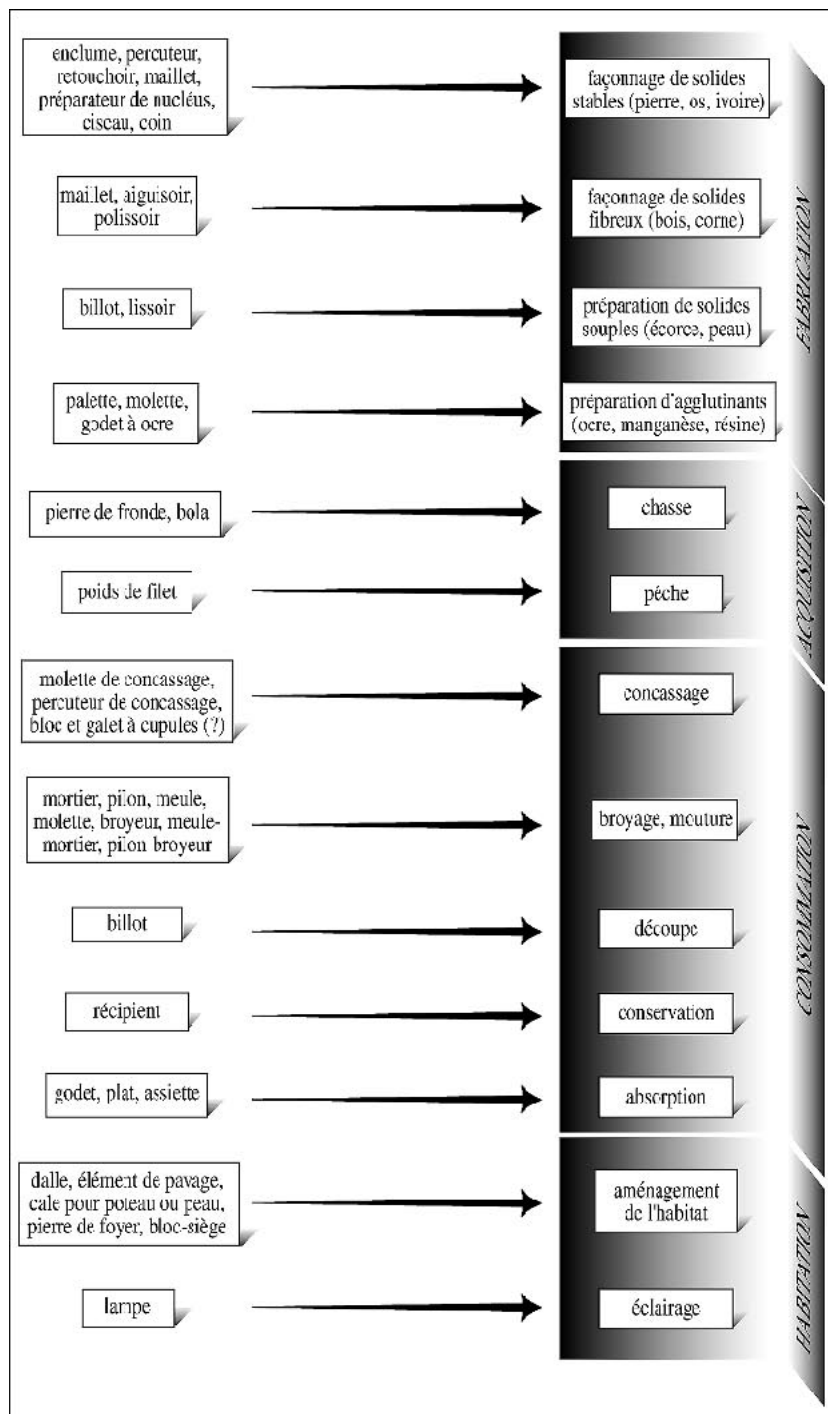 enclume, percuteur,
retouchoir, maillet,
préparateur de nucléus,
ciseau, coin
façonnage de solides
stables (pierre, os, ivoire)
maillet, aiguisoir,
polissoir
façonnage de solides
fibreux (bois, corne)
billot, lissoir
préparation de solides
souples (écorce, peau)
palette, molette,
godet à ocre
préparation d'agglutinants
(ocre, manganèse, résine)
FABRICATION
pierre de fronde, bola
chasse
poids de filet
pêche
ACQUISITION
molette de concassage,
percuteur de concassage,
bloc et galet à cupules (?)
concassage
mortier, pilon, meule,
molette, broyeur, meule-
mortier, pilon broyeur
broyage, mouture
billot
découpe
récipient
conservation
godet, plat, assiette
absorption
CONSOMMATION
dalle, élément de pavage,
cale pour poteau ou peau,
pierre de foyer, bloc-siège
aménagement
de l'habitat
lampe
éclairage
HABITATION